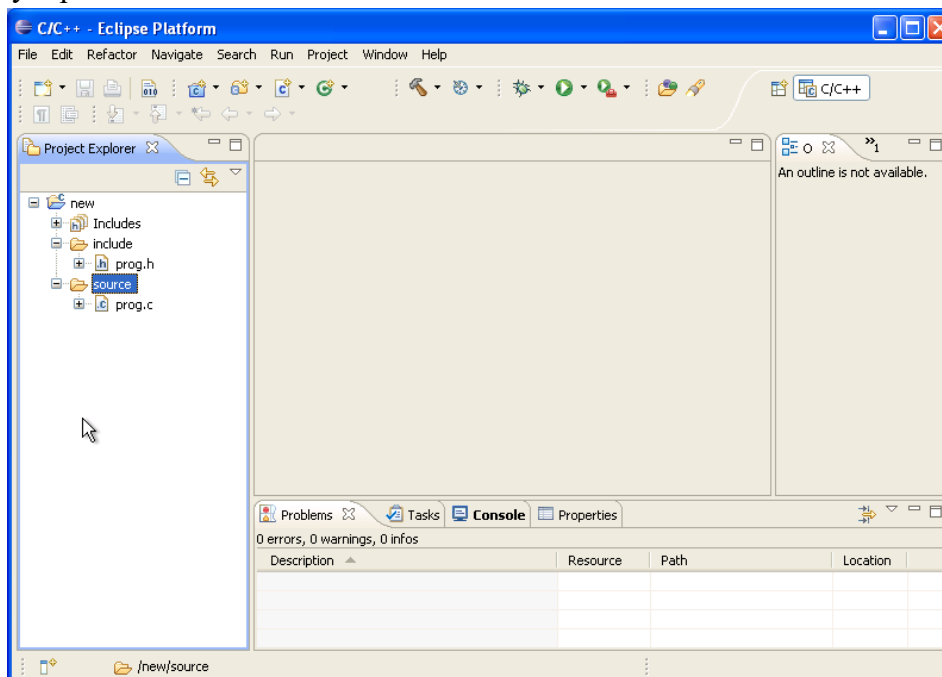 C/C++ - Eclipse Platform
File Edit Refactor Navigate Search Run Project Window Help
C/C++
Project Explorer
O
»1
An outline is not available.
new
Includes
include
prog.h
source
prog.c
Problems Tasks Console Properties
0 errors, 0 warnings, 0 infos
Description Resource Path Location
/new/source